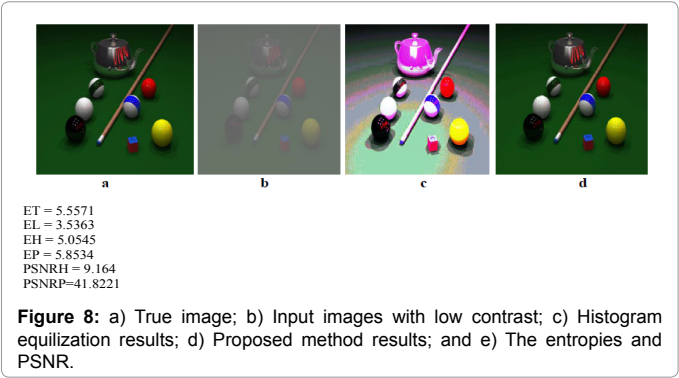 a b c d
ET = 5.5571
EL = 3.5363
EH = 5.0545
EP = 5.8534
PSNRH = 9.164
PSNRP=41.8221
Figure 8: a) True image; b) Input images with low contrast; c) Histogram
equilization results; d) Proposed method results; and e) The entropies and
PSNR.